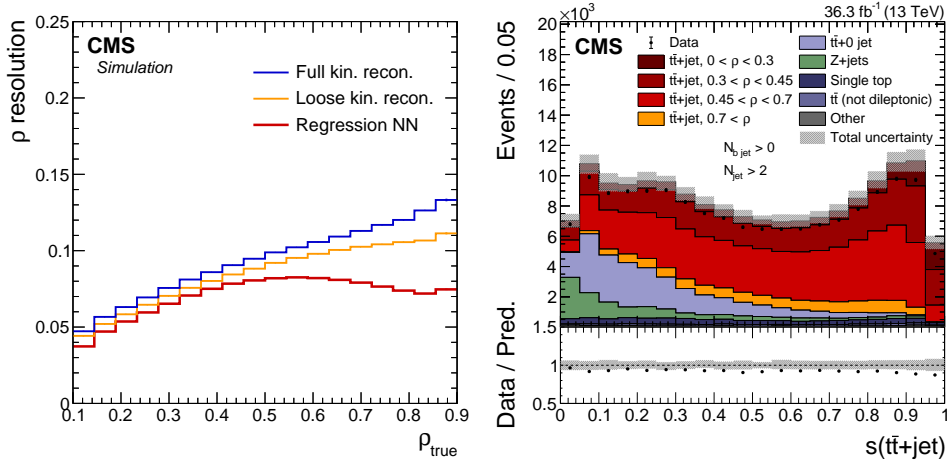 CMS
Simulation
Full kin. recon.
Loose kin. recon.
Regression NN
ρ resolution
0.25
0.2
0.15
0.1
0.05
0
0.1 0.2 0.3 0.4 0.5 0.6 0.7 0.8 0.9
ρtrue
36.3 fb⁻¹ (13 TeV)
×10³
CMS
Data
tt̄+jet, 0 < ρ < 0.3
tt̄+jet, 0.3 < ρ < 0.45
tt̄+jet, 0.45 < ρ < 0.7
tt̄+jet, 0.7 < ρ
tt̄+0 jet
Z+jets
Single top
tt̄ (not dileptonic)
Other
Total uncertainty
N b jet > 0
N jet > 2
Events / 0.05
20
18
16
14
12
10
8
6
4
2
1.5
1
0.5
Data / Pred.
0 0.1 0.2 0.3 0.4 0.5 0.6 0.7 0.8 0.9 1
s(tt̄+jet)